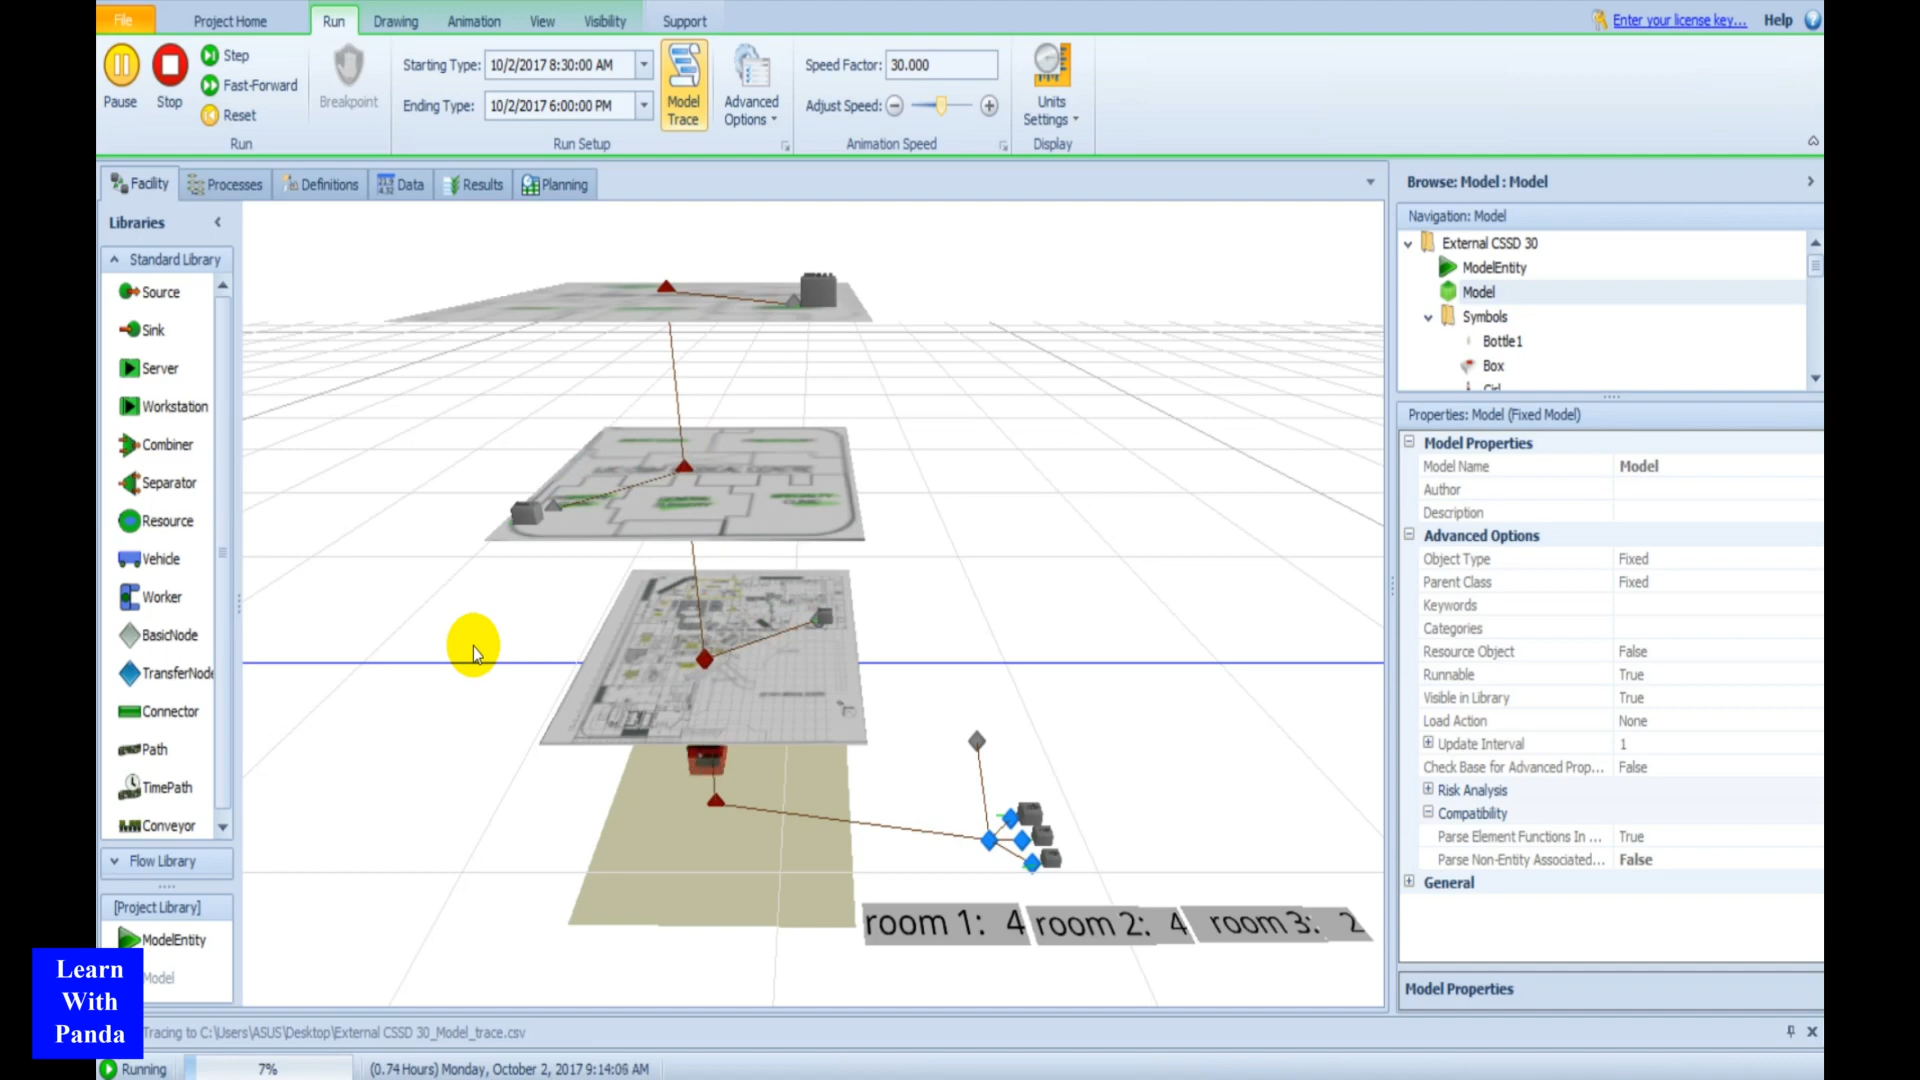 File Project Home Run Drawing Animation View Visibility Support Enter your license key... Help
Pause Stop Step Fast-Forward Reset Breakpoint
Starting Type: 10/2/2017 8:30:00 AM
Ending Type: 10/2/2017 6:00:00 PM
Model Trace
Advanced Options
Speed Factor: 30.000
Adjust Speed:
Units Settings
Run Run Setup Animation Speed Display
Facility Processes Definitions Data Results Planning
Libraries
Standard Library
Source
Sink
Server
Workstation
Combiner
Separator
Resource
Vehicle
Worker
BasicNode
TransferNode
Connector
Path
TimePath
Conveyor
Flow Library
[Project Library]
ModelEntity
Model
Learn
With
Panda
room 1: 4 room 2: 4 room3: 2
Browse: Model : Model
Navigation: Model
External CSSD 30
ModelEntity
Model
Symbols
Bottle1
Box
Girl
Properties: Model (Fixed Model)
Model Properties
Model Name Model
Author
Description
Advanced Options
Object Type Fixed
Parent Class Fixed
Keywords
Categories
Resource Object False
Runnable True
Visible in Library True
Load Action None
Update Interval 1
Check Base for Advanced Prop... False
Risk Analysis
Compatibility
Parse Element Functions In ... True
Parse Non-Entity Associated... False
General
Model Properties
Tracing to C:\Users\ASUS\Desktop\External CSSD 30_Model_trace.csv
Running 7% (0.74 Hours) Monday, October 2, 2017 9:14:06 AM